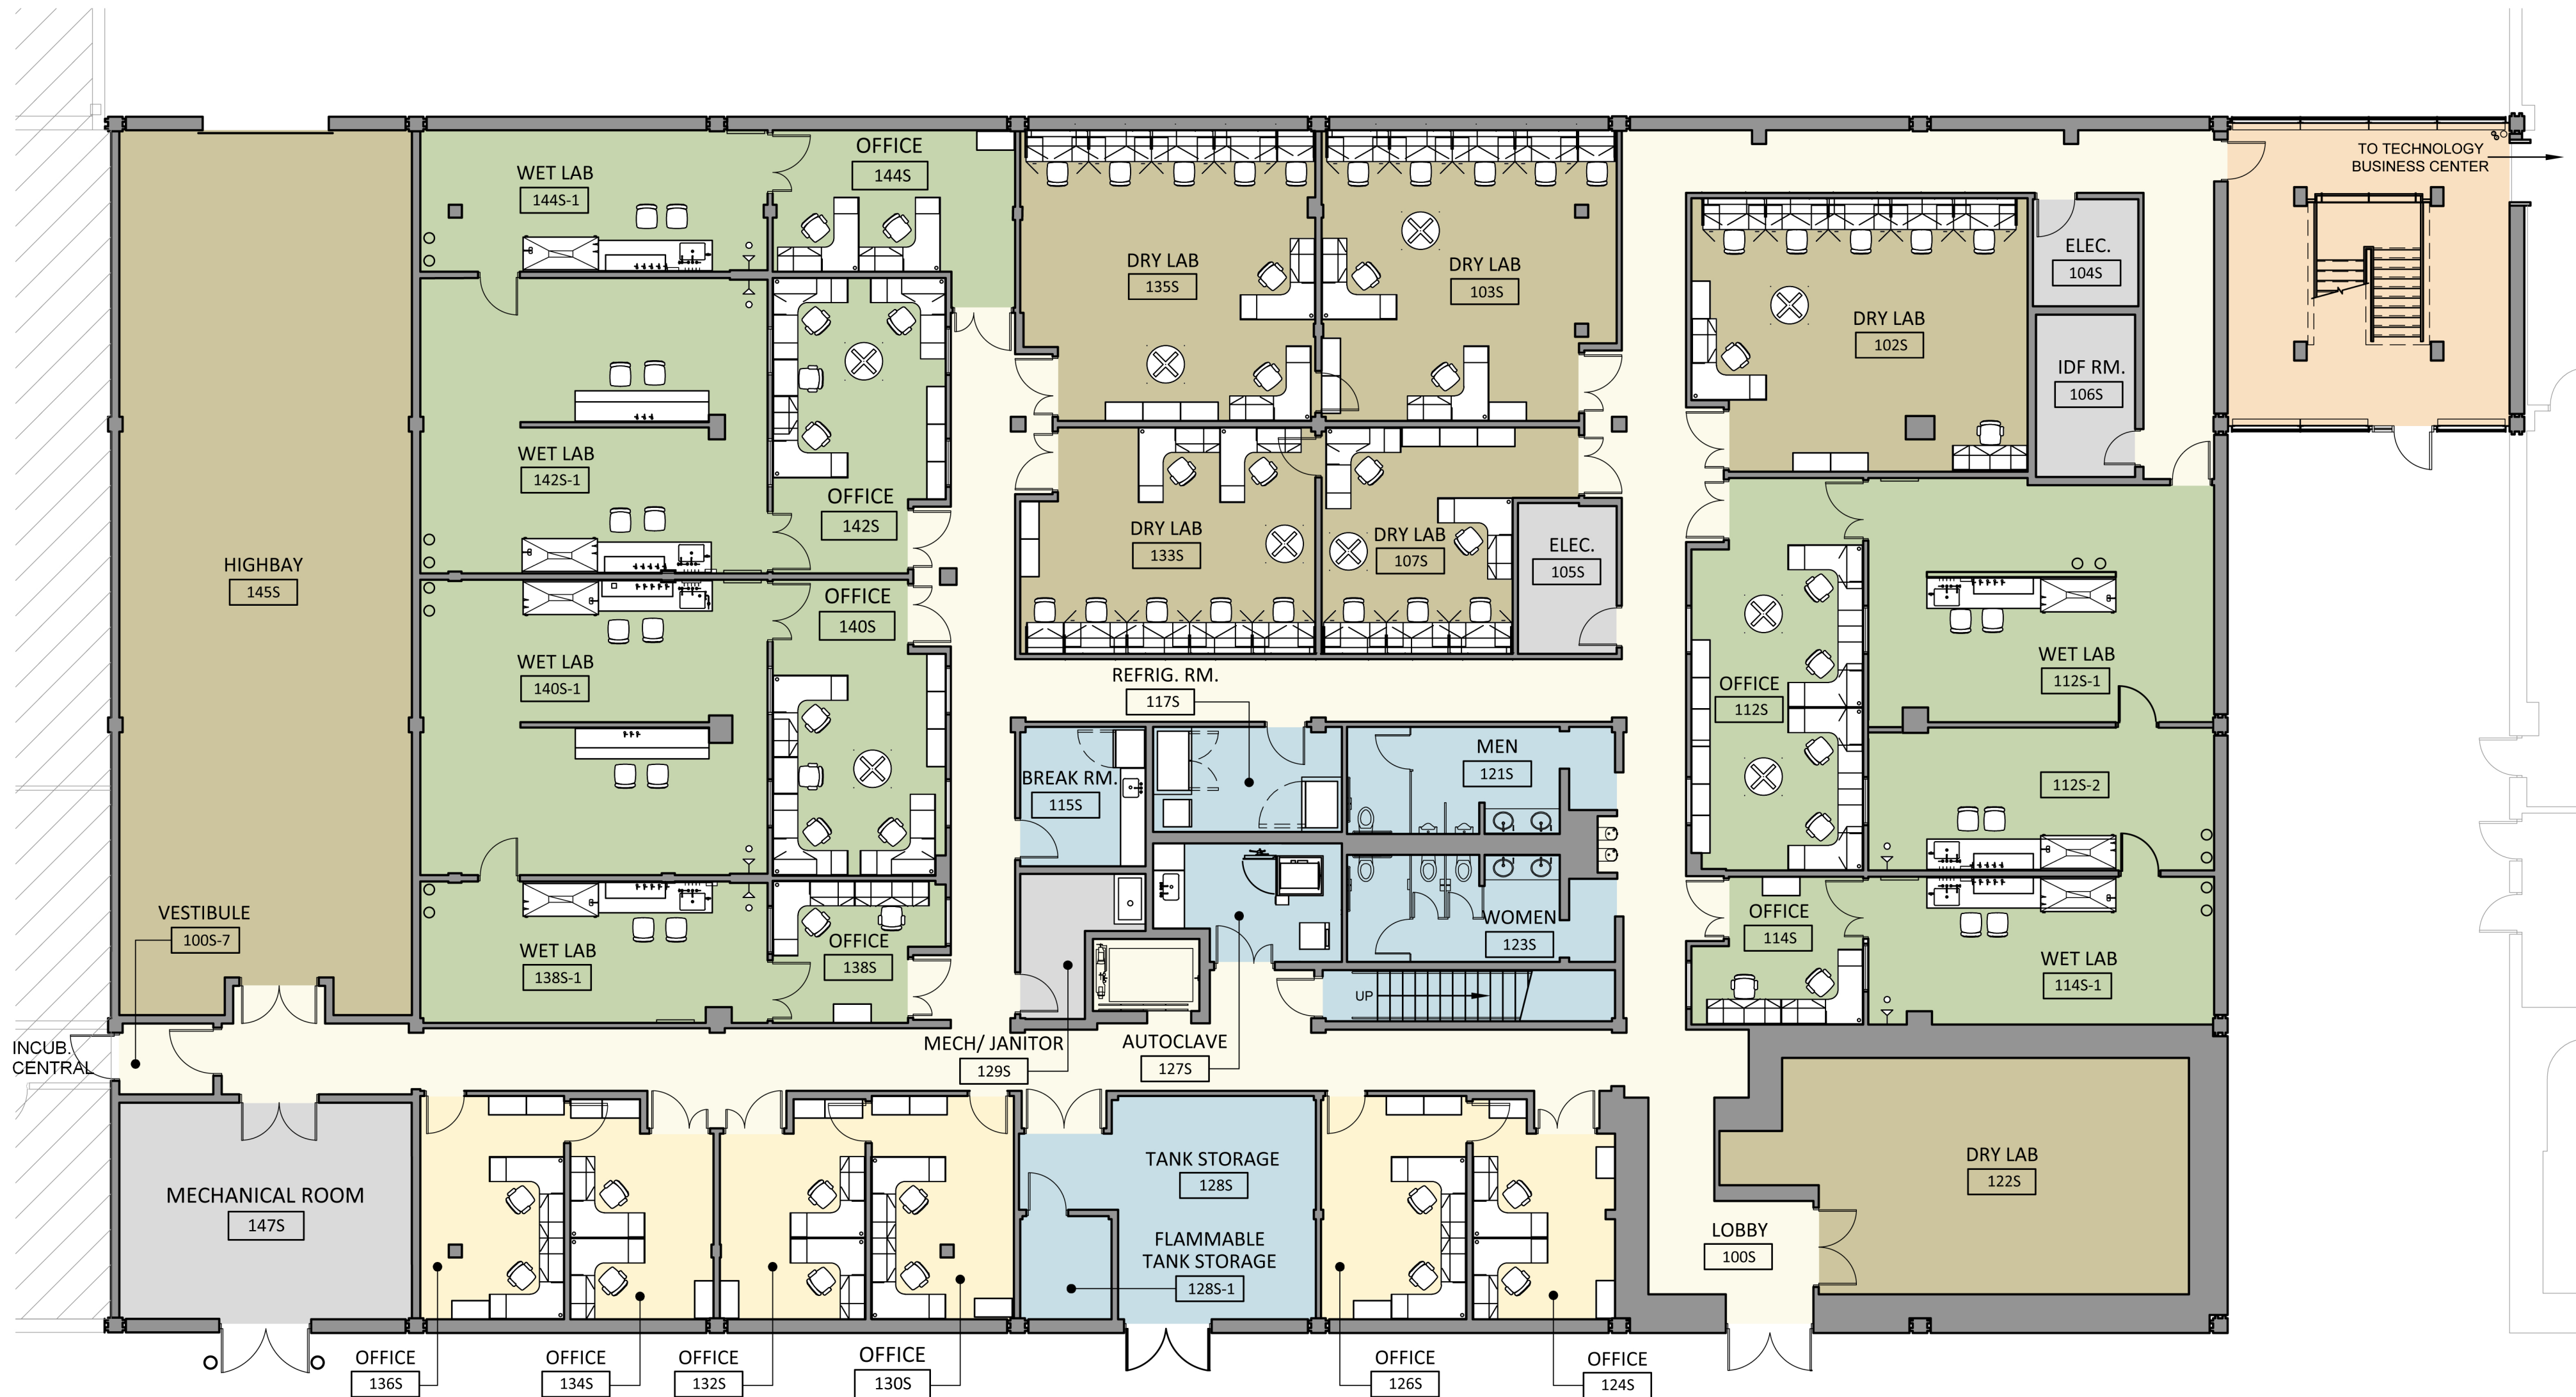 TO TECHNOLOGY
BUSINESS CENTER
OFFICE
144S
WET LAB
144S-1
DRY LAB
135S
DRY LAB
103S
ELEC.
104S
DRY LAB
102S
IDF RM.
106S
WET LAB
142S-1
OFFICE
142S
DRY LAB
133S
DRY LAB
107S
ELEC.
105S
HIGHBAY
145S
OFFICE
140S
WET LAB
140S-1
REFRIG. RM.
117S
OFFICE
112S
WET LAB
112S-1
BREAK RM.
115S
MEN
121S
112S-2
VESTIBULE
100S-7
WET LAB
138S-1
OFFICE
138S
WOMEN
123S
OFFICE
114S
WET LAB
114S-1
UP
INCUB.
CENTRAL
MECH/ JANITOR
129S
AUTOCLAVE
127S
MECHANICAL ROOM
147S
TANK STORAGE
128S
FLAMMABLE
TANK STORAGE
128S-1
LOBBY
100S
DRY LAB
122S
OFFICE
136S
OFFICE
134S
OFFICE
132S
OFFICE
130S
OFFICE
126S
OFFICE
124S